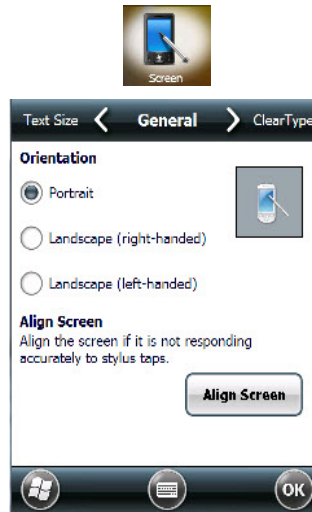 Screen
Text Size General ClearType
Orientation
Portrait
Landscape (right-handed)
Landscape (left-handed)
Align Screen
Align the screen if it is not responding
accurately to stylus taps.
Align Screen
OK